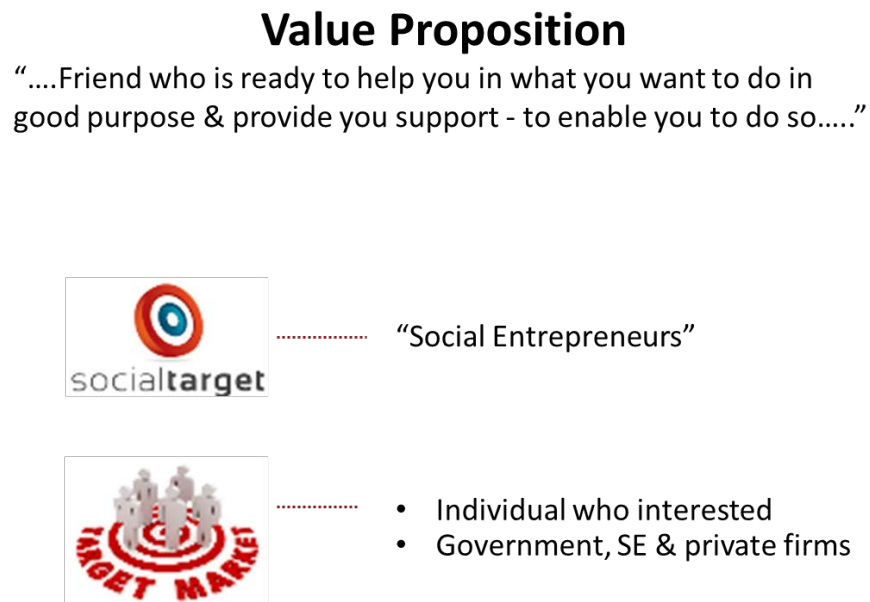 Value Proposition
“....Friend who is ready to help you in what you want to do in
good purpose & provide you support - to enable you to do so.....”
socialtarget
“Social Entrepreneurs”
TARGET MARKET
• Individual who interested
• Government, SE & private firms